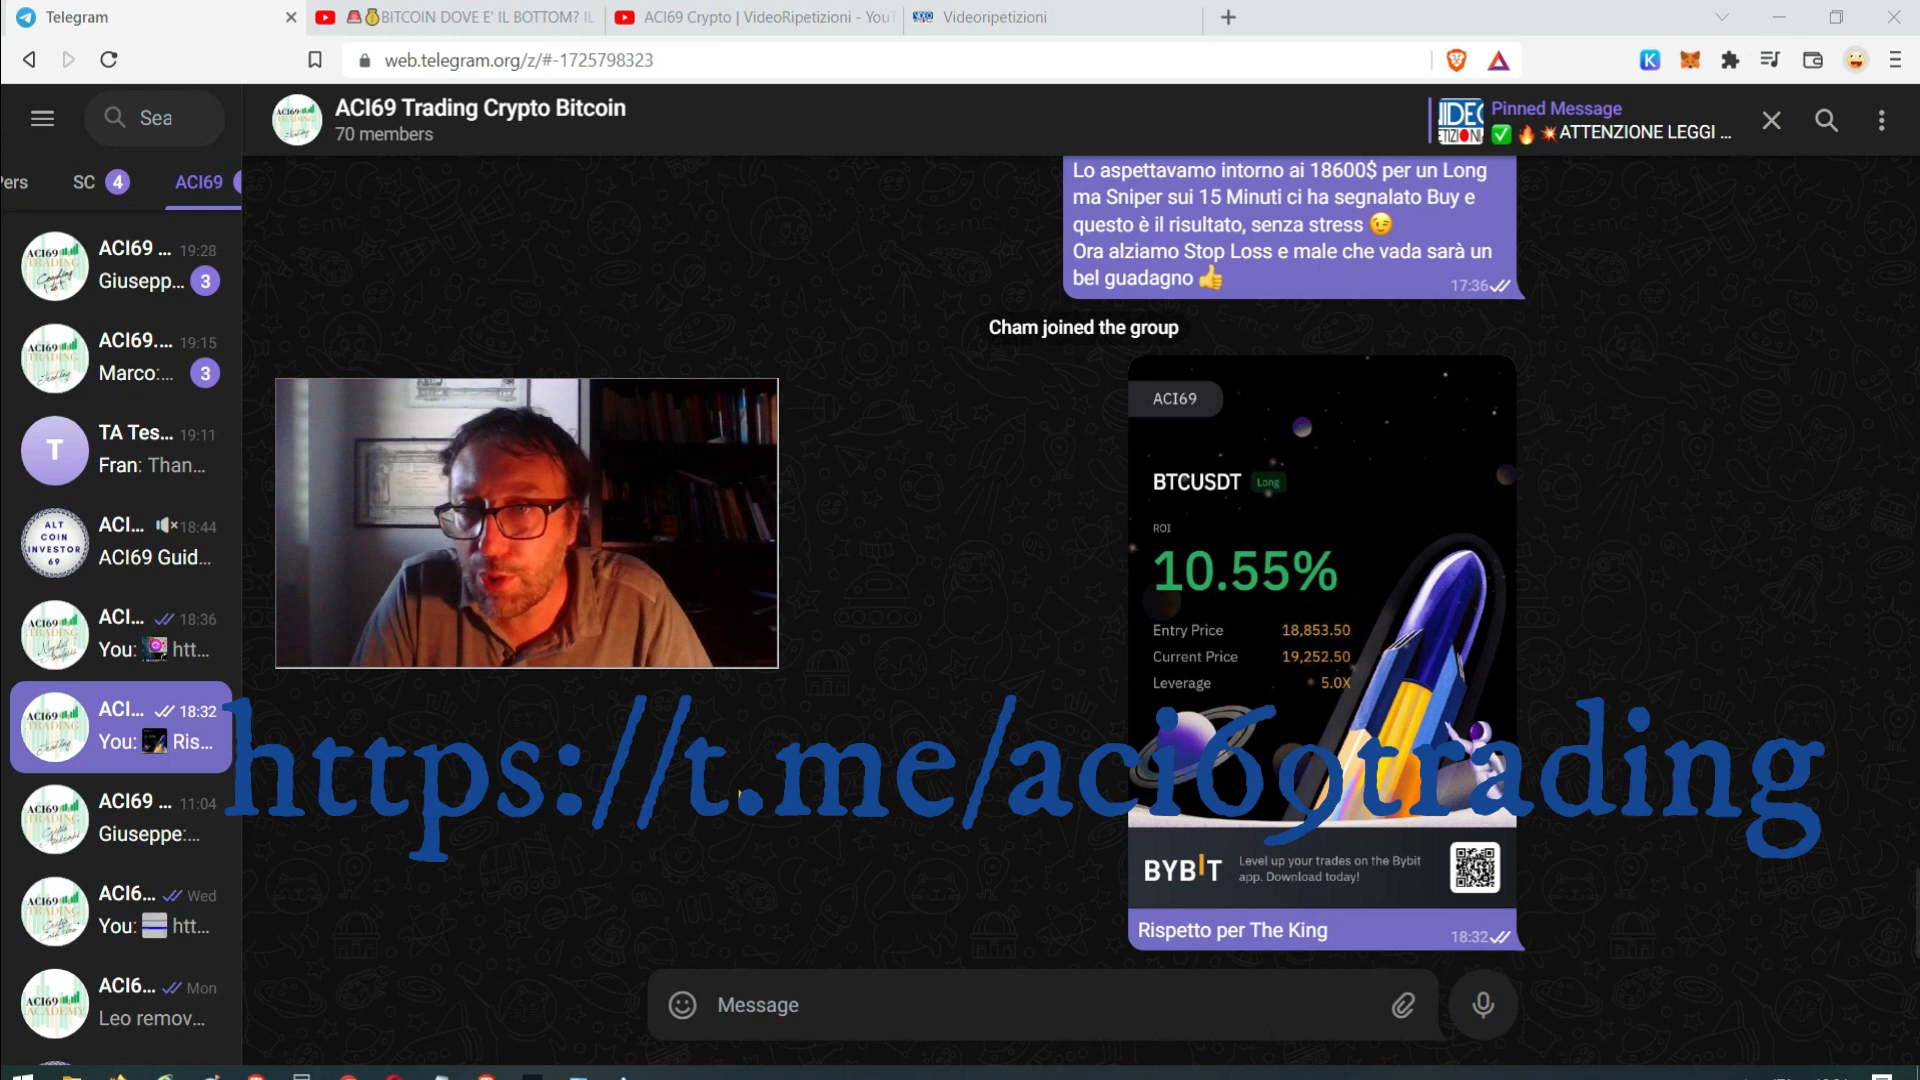 Telegram
BITCOIN DOVE E' IL BOTTOM? IL
ACI69 Crypto | VideoRipetizioni - YouT
Videoripetizioni
web.telegram.org/z/#-1725798323
Sea
ACI69 Trading Crypto Bitcoin
70 members
Pinned Message
✅🔥💥ATTENZIONE LEGGI ...
Pers
SC 4
ACI69
ACI69 ... 19:28
Giusepp... 3
ACI69.... 19:15
Marco:... 3
T
TA Tes... 19:11
Fran: Than...
ALT COIN INVESTOR 69
ACI... 18:44
ACI69 Guid...
ACI... 18:36
You: htt...
ACI... 18:32
You: Ris...
ACI69 ... 11:04
Giuseppe:...
ACI6... Wed
You: htt...
ACI6... Mon
Leo remov...
Lo aspettavamo intorno ai 18600$ per un Long
ma Sniper sui 15 Minuti ci ha segnalato Buy e
questo è il risultato, senza stress 😉
Ora alziamo Stop Loss e male che vada sarà un
bel guadagno 👍
17:36
Cham joined the group
ACI69
BTCUSDT Long
ROI
10.55%
Entry Price 18,853.50
Current Price 19,252.50
Leverage 5.0X
https://t.me/aci69trading
BYBIT
Level up your trades on the Bybit
app. Download today!
Rispetto per The King
18:32
Message